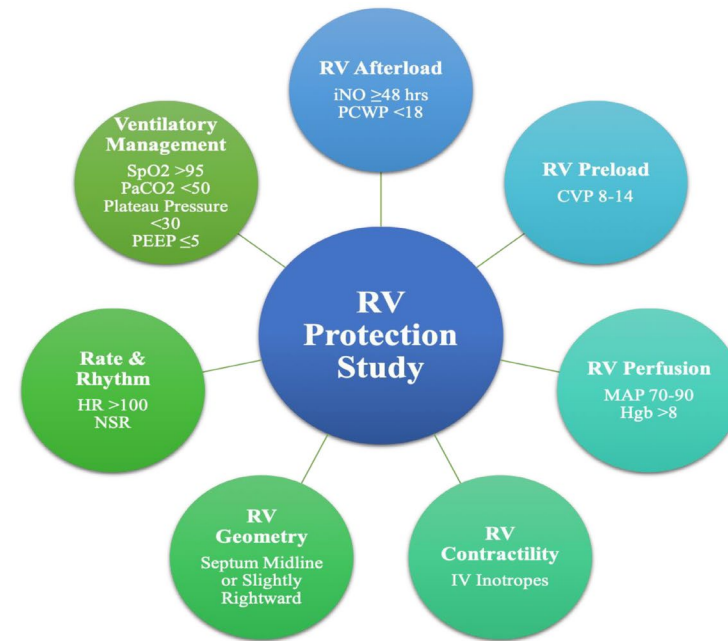 RV Afterload
iNO ≥48 hrs
PCWP <18
RV Preload
CVP 8-14
RV Perfusion
MAP 70-90
Hgb >8
RV
Contractility
IV Inotropes
RV
Geometry
Septum Midline
or Slightly
Rightward
Rate &
Rhythm
HR >100
NSR
Ventilatory
Management
SpO2 >95
PaCO2 <50
Plateau Pressure
<30
PEEP ≤5
RV
Protection
Study